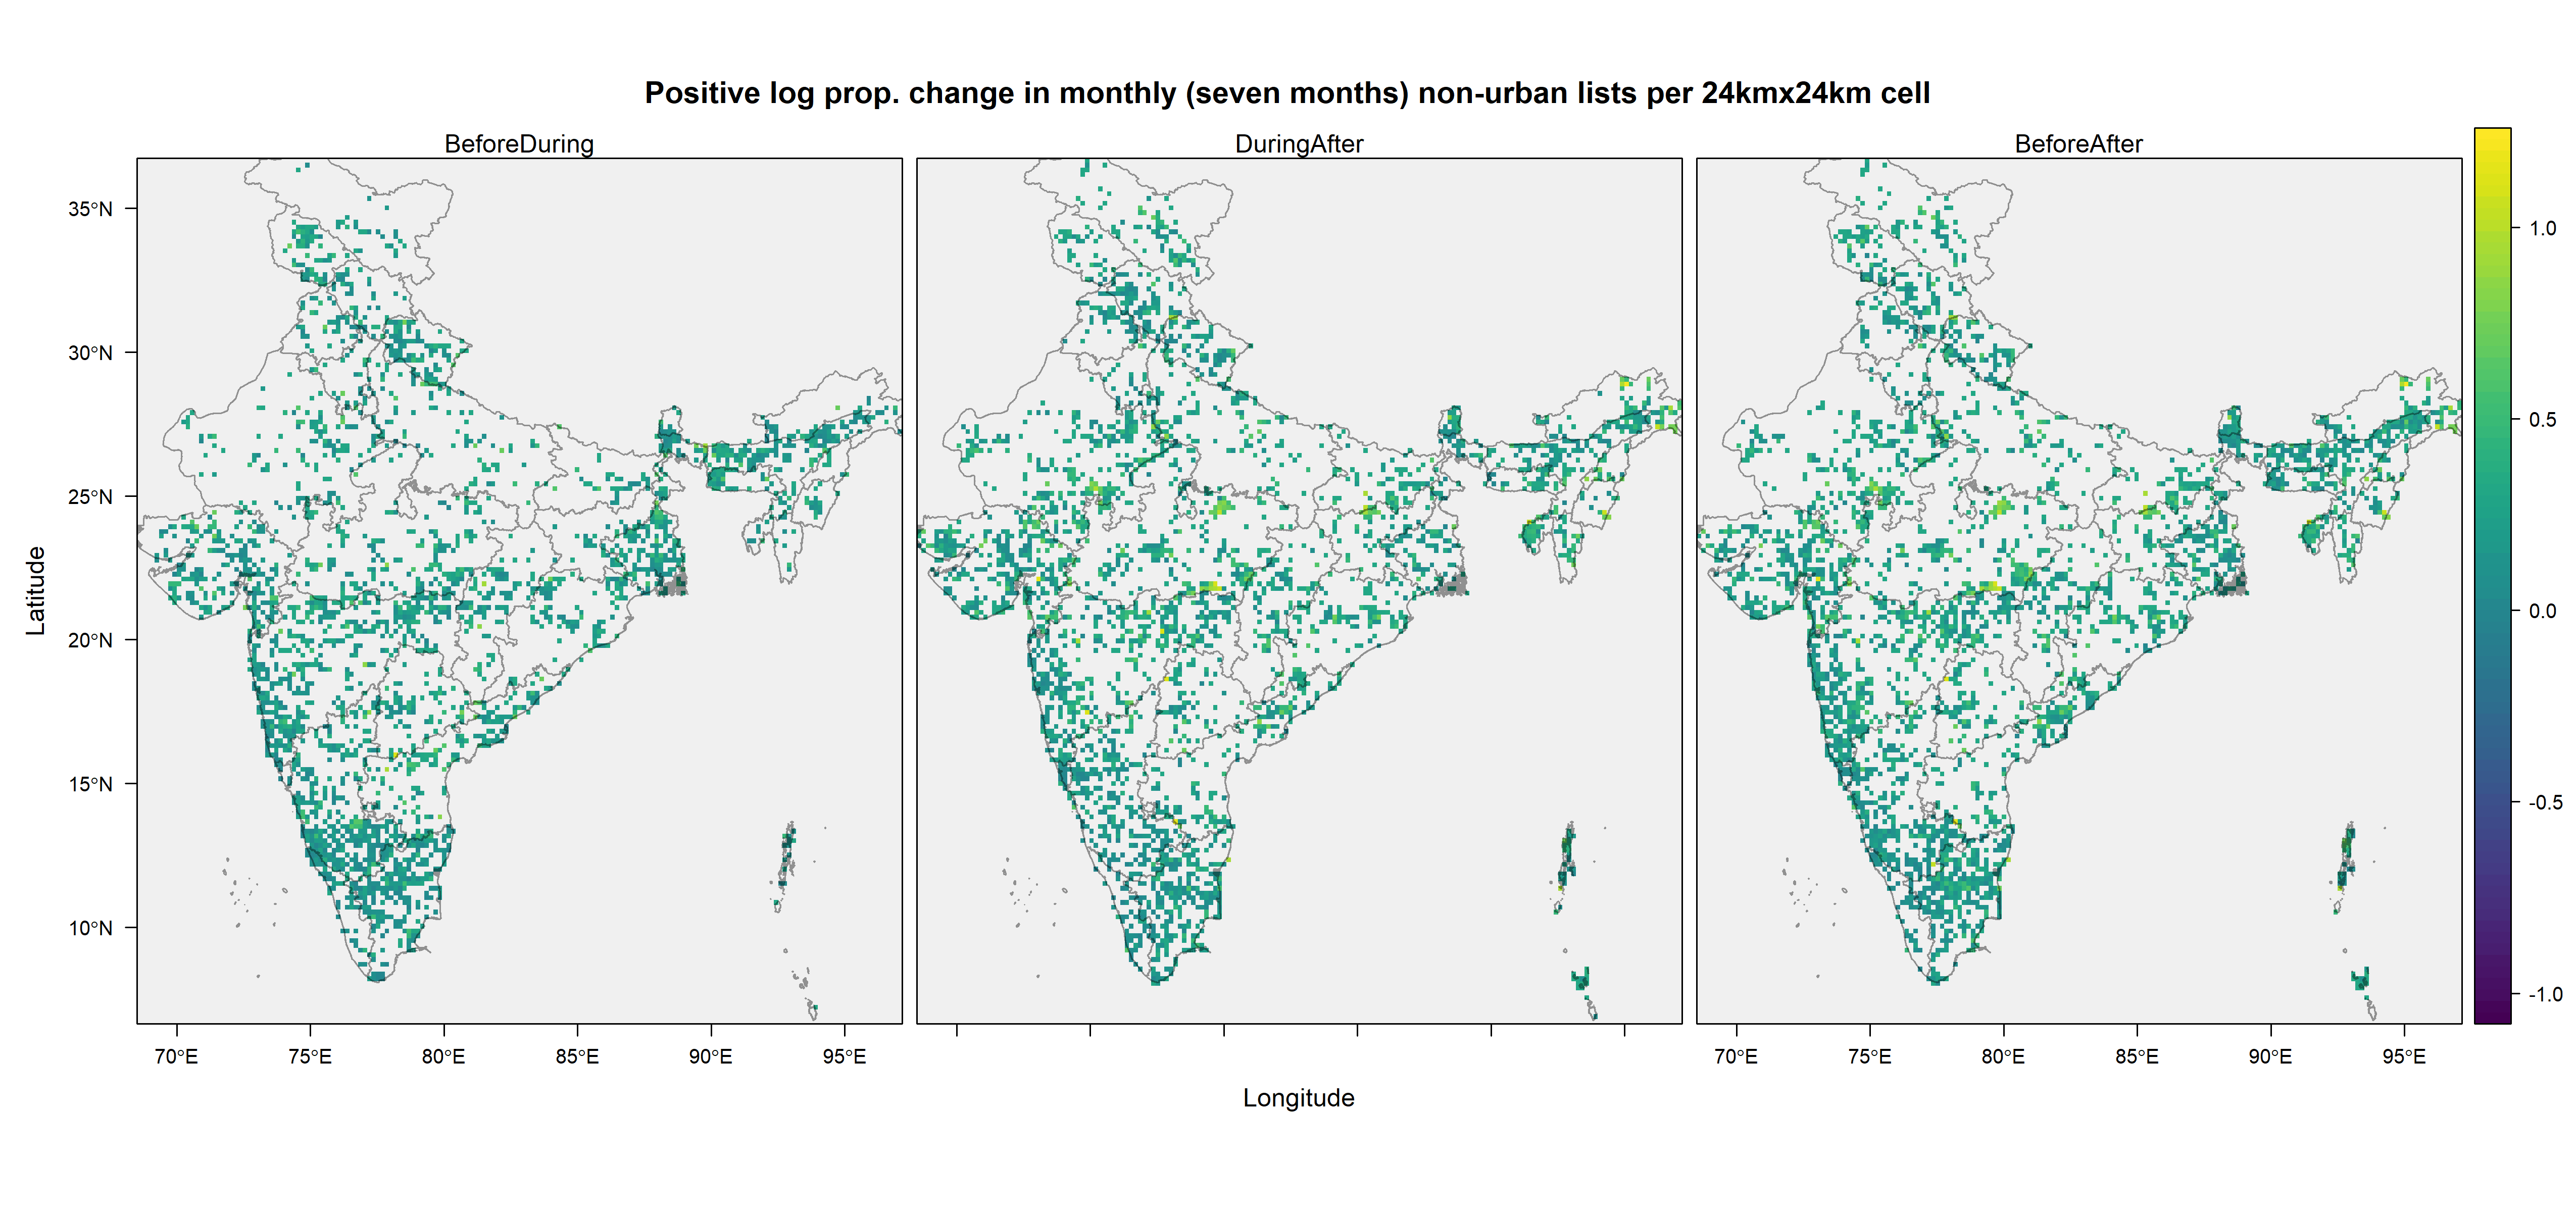 Positive log prop. change in monthly (seven months) non-urban lists per 24kmx24km cell
BeforeDuring
DuringAfter
BeforeAfter
35°N
30°N
25°N
20°N
15°N
10°N
Latitude
70°E 75°E 80°E 85°E 90°E 95°E
70°E 75°E 80°E 85°E 90°E 95°E
Longitude
1.0
0.5
0.0
-0.5
-1.0